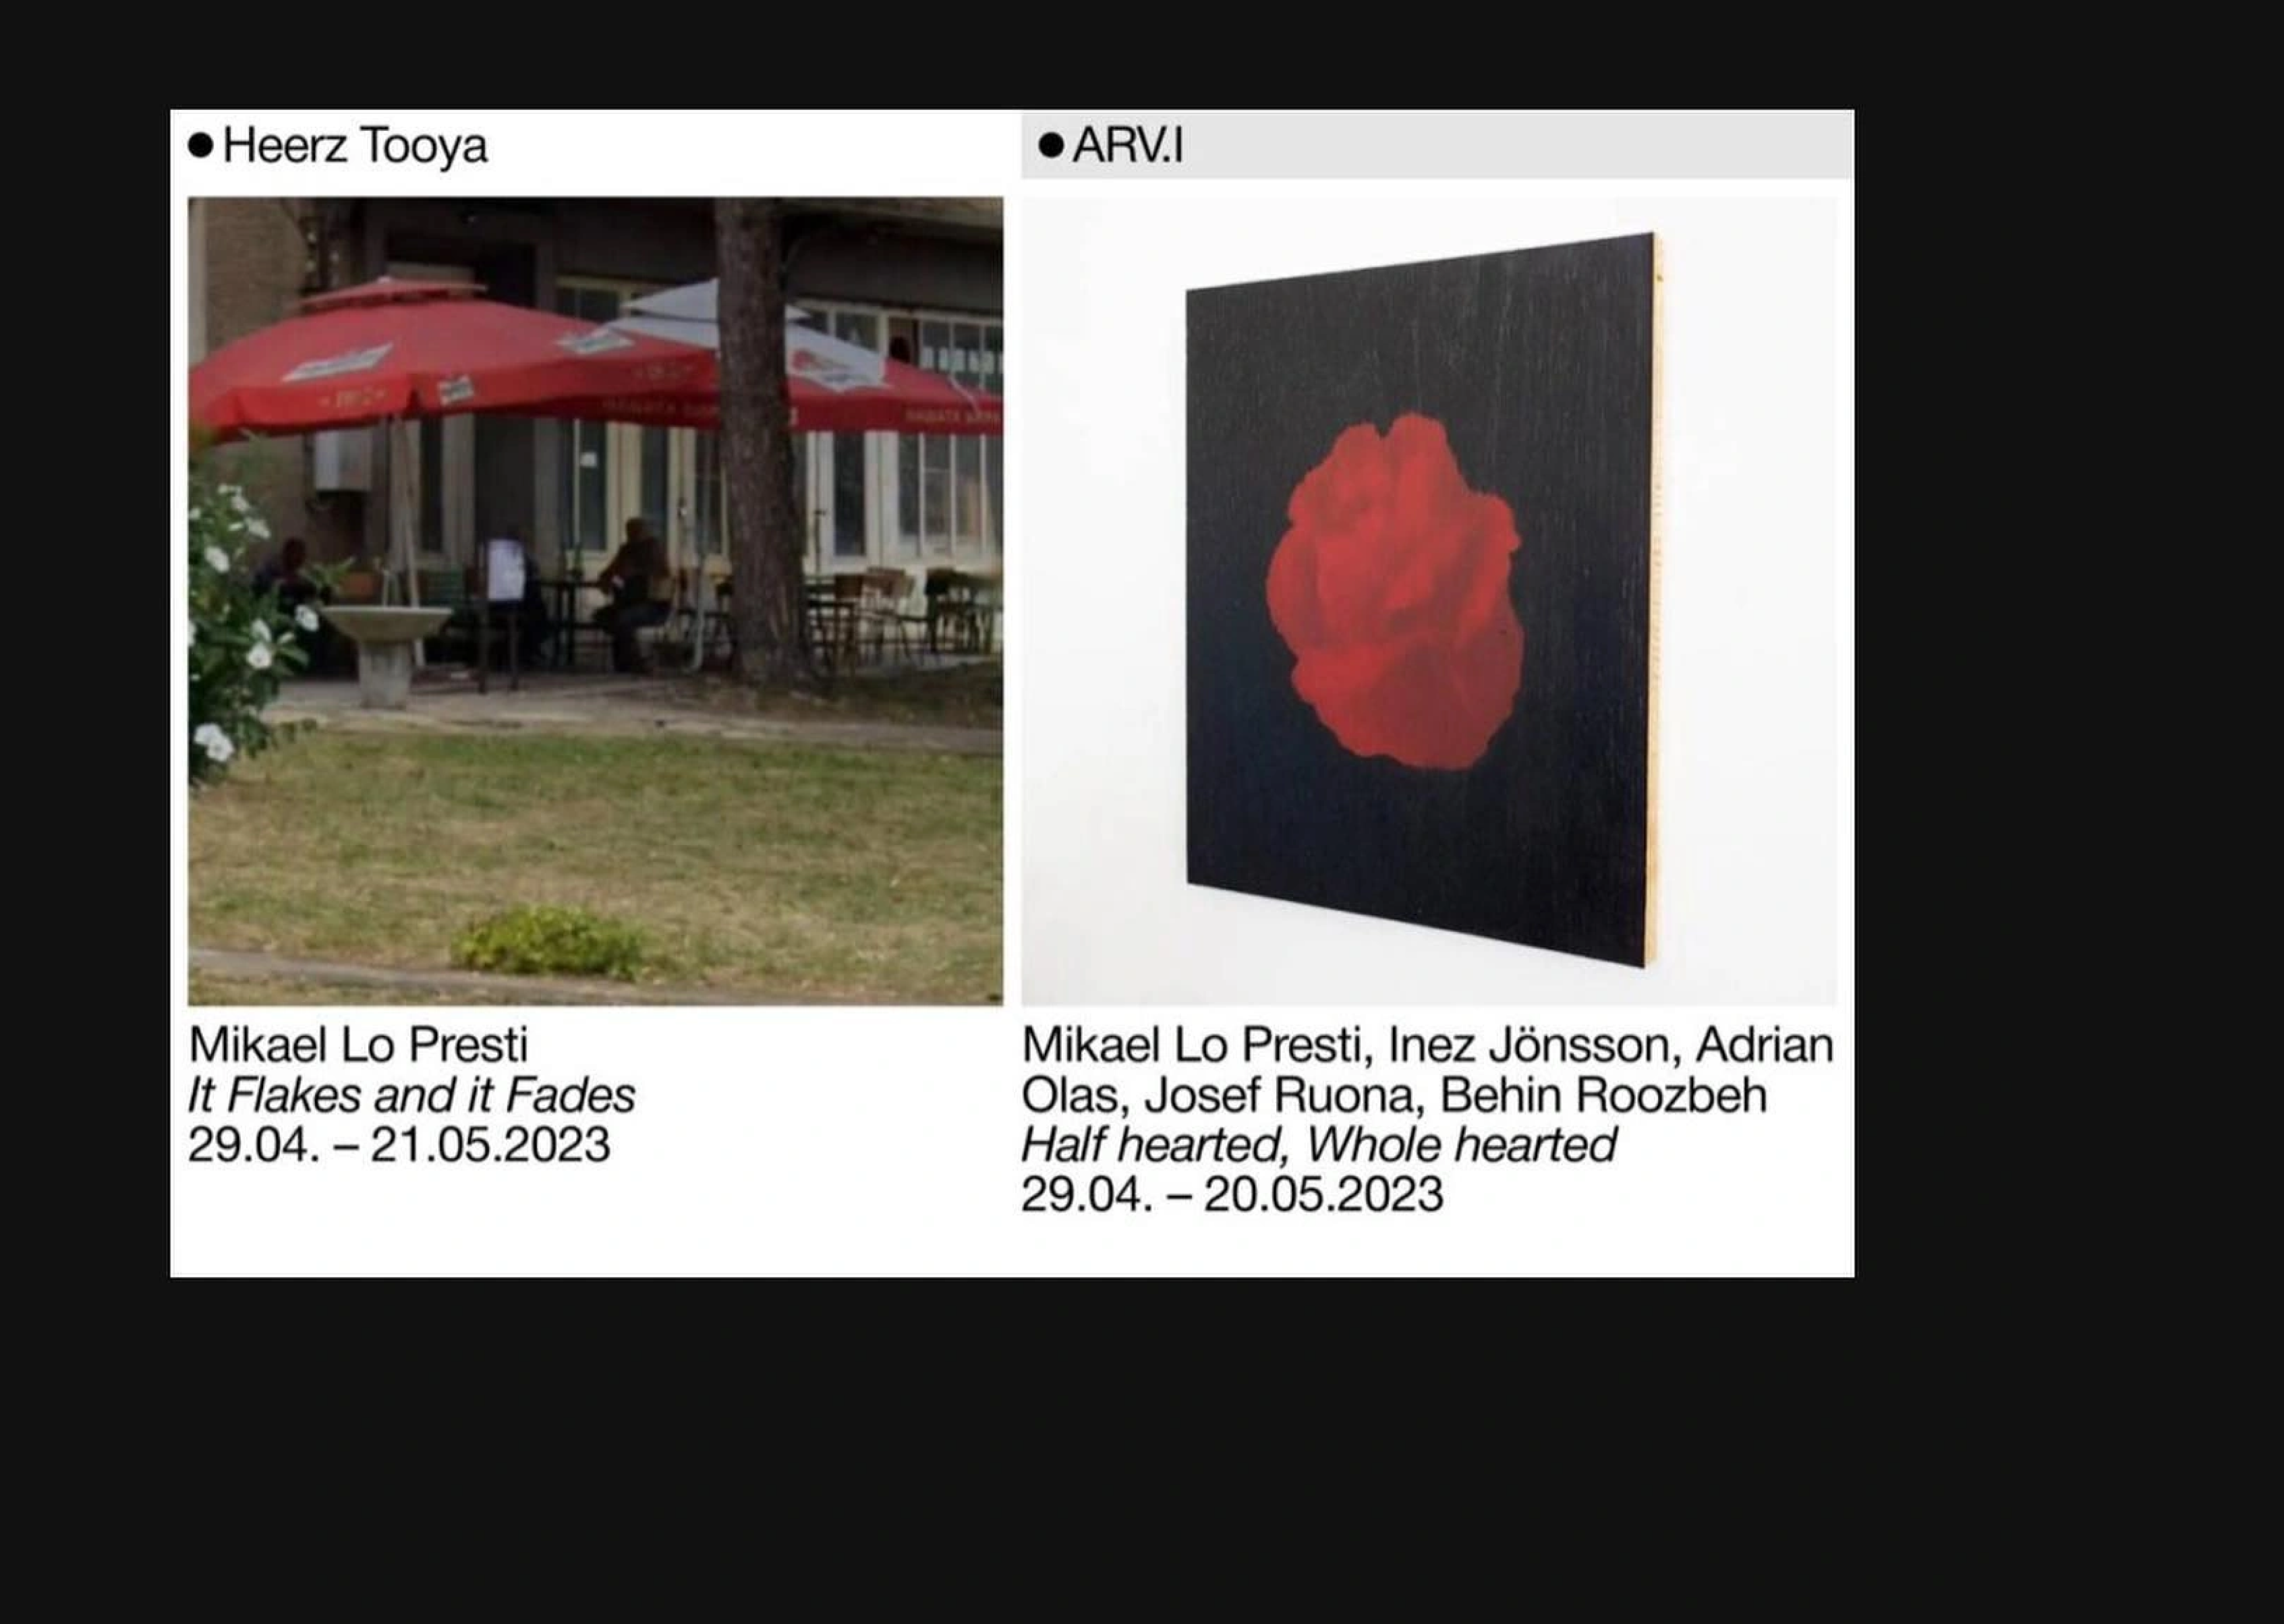 ● Heerz Tooya
● ARV.I
Mikael Lo Presti
It Flakes and it Fades
29.04. – 21.05.2023
Mikael Lo Presti, Inez Jönsson, Adrian
Olas, Josef Ruona, Behin Roozbeh
Half hearted, Whole hearted
29.04. – 20.05.2023